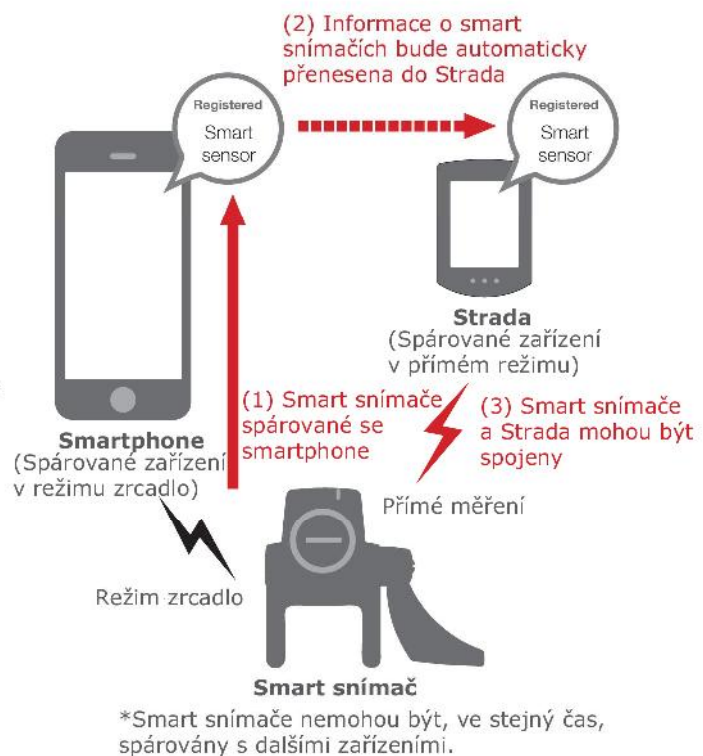 (2) Informace o smart
snímačích bude automaticky
přenesena do Strada
Registered
Smart
sensor
Registered
Smart
sensor
Strada
(Spárované zařízení
v přímém režimu)
(1) Smart snímače
spárované se
smartphone
(3) Smart snímače
a Strada mohou být
spojeny
Smartphone
(Spárované zařízení
v režimu zrcadlo)
Přímé měření
Režim zrcadlo
Smart snímač
*Smart snímače nemohou být, ve stejný čas,
spárovány s dalšími zařízeními.